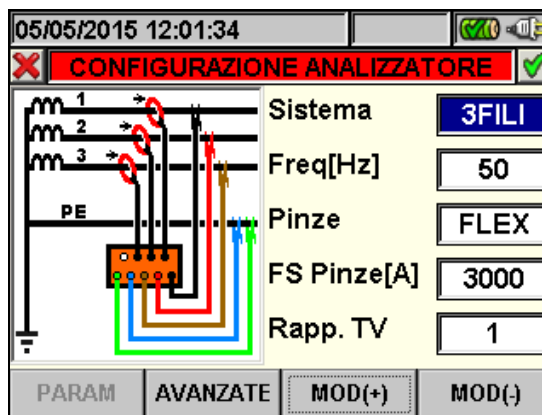 05/05/2015 12:01:34
CONFIGURAZIONE ANALIZZATORE
1
2
3
PE
Sistema 3FILI
Freq[Hz] 50
Pinze FLEX
FS Pinze[A] 3000
Rapp. TV 1
PARAM AVANZATE MOD(+) MOD(-)